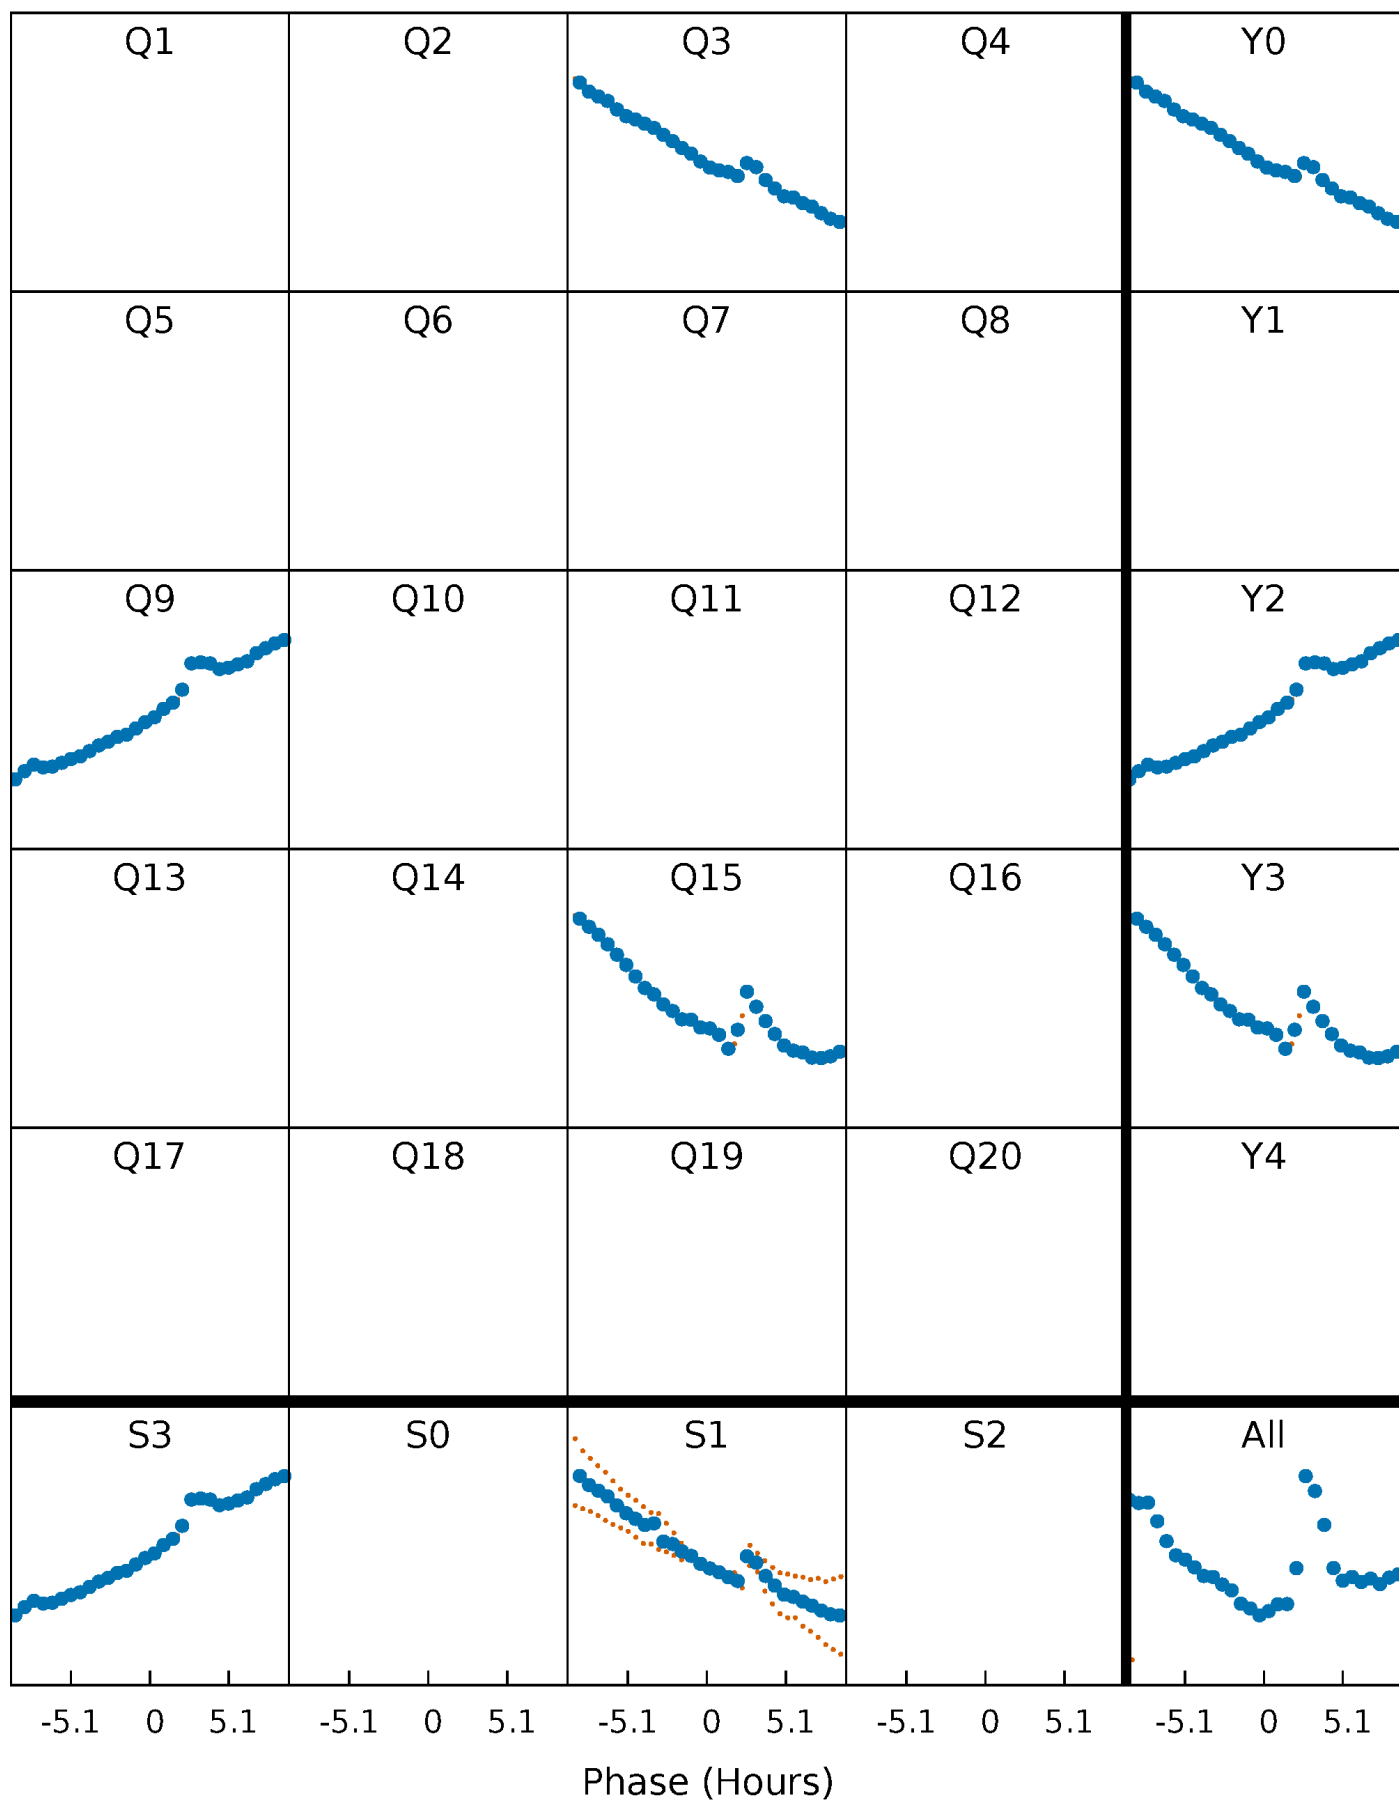 Q1 Q2 Q3 Q4 Y0
Q5 Q6 Q7 Q8 Y1
Q9 Q10 Q11 Q12 Y2
Q13 Q14 Q15 Q16 Y3
Q17 Q18 Q19 Q20 Y4
S3 S0 S1 S2 All
-5.1 0 5.1 -5.1 0 5.1 -5.1 0 5.1 -5.1 0 5.1 -5.1 0 5.1
Phase (Hours)